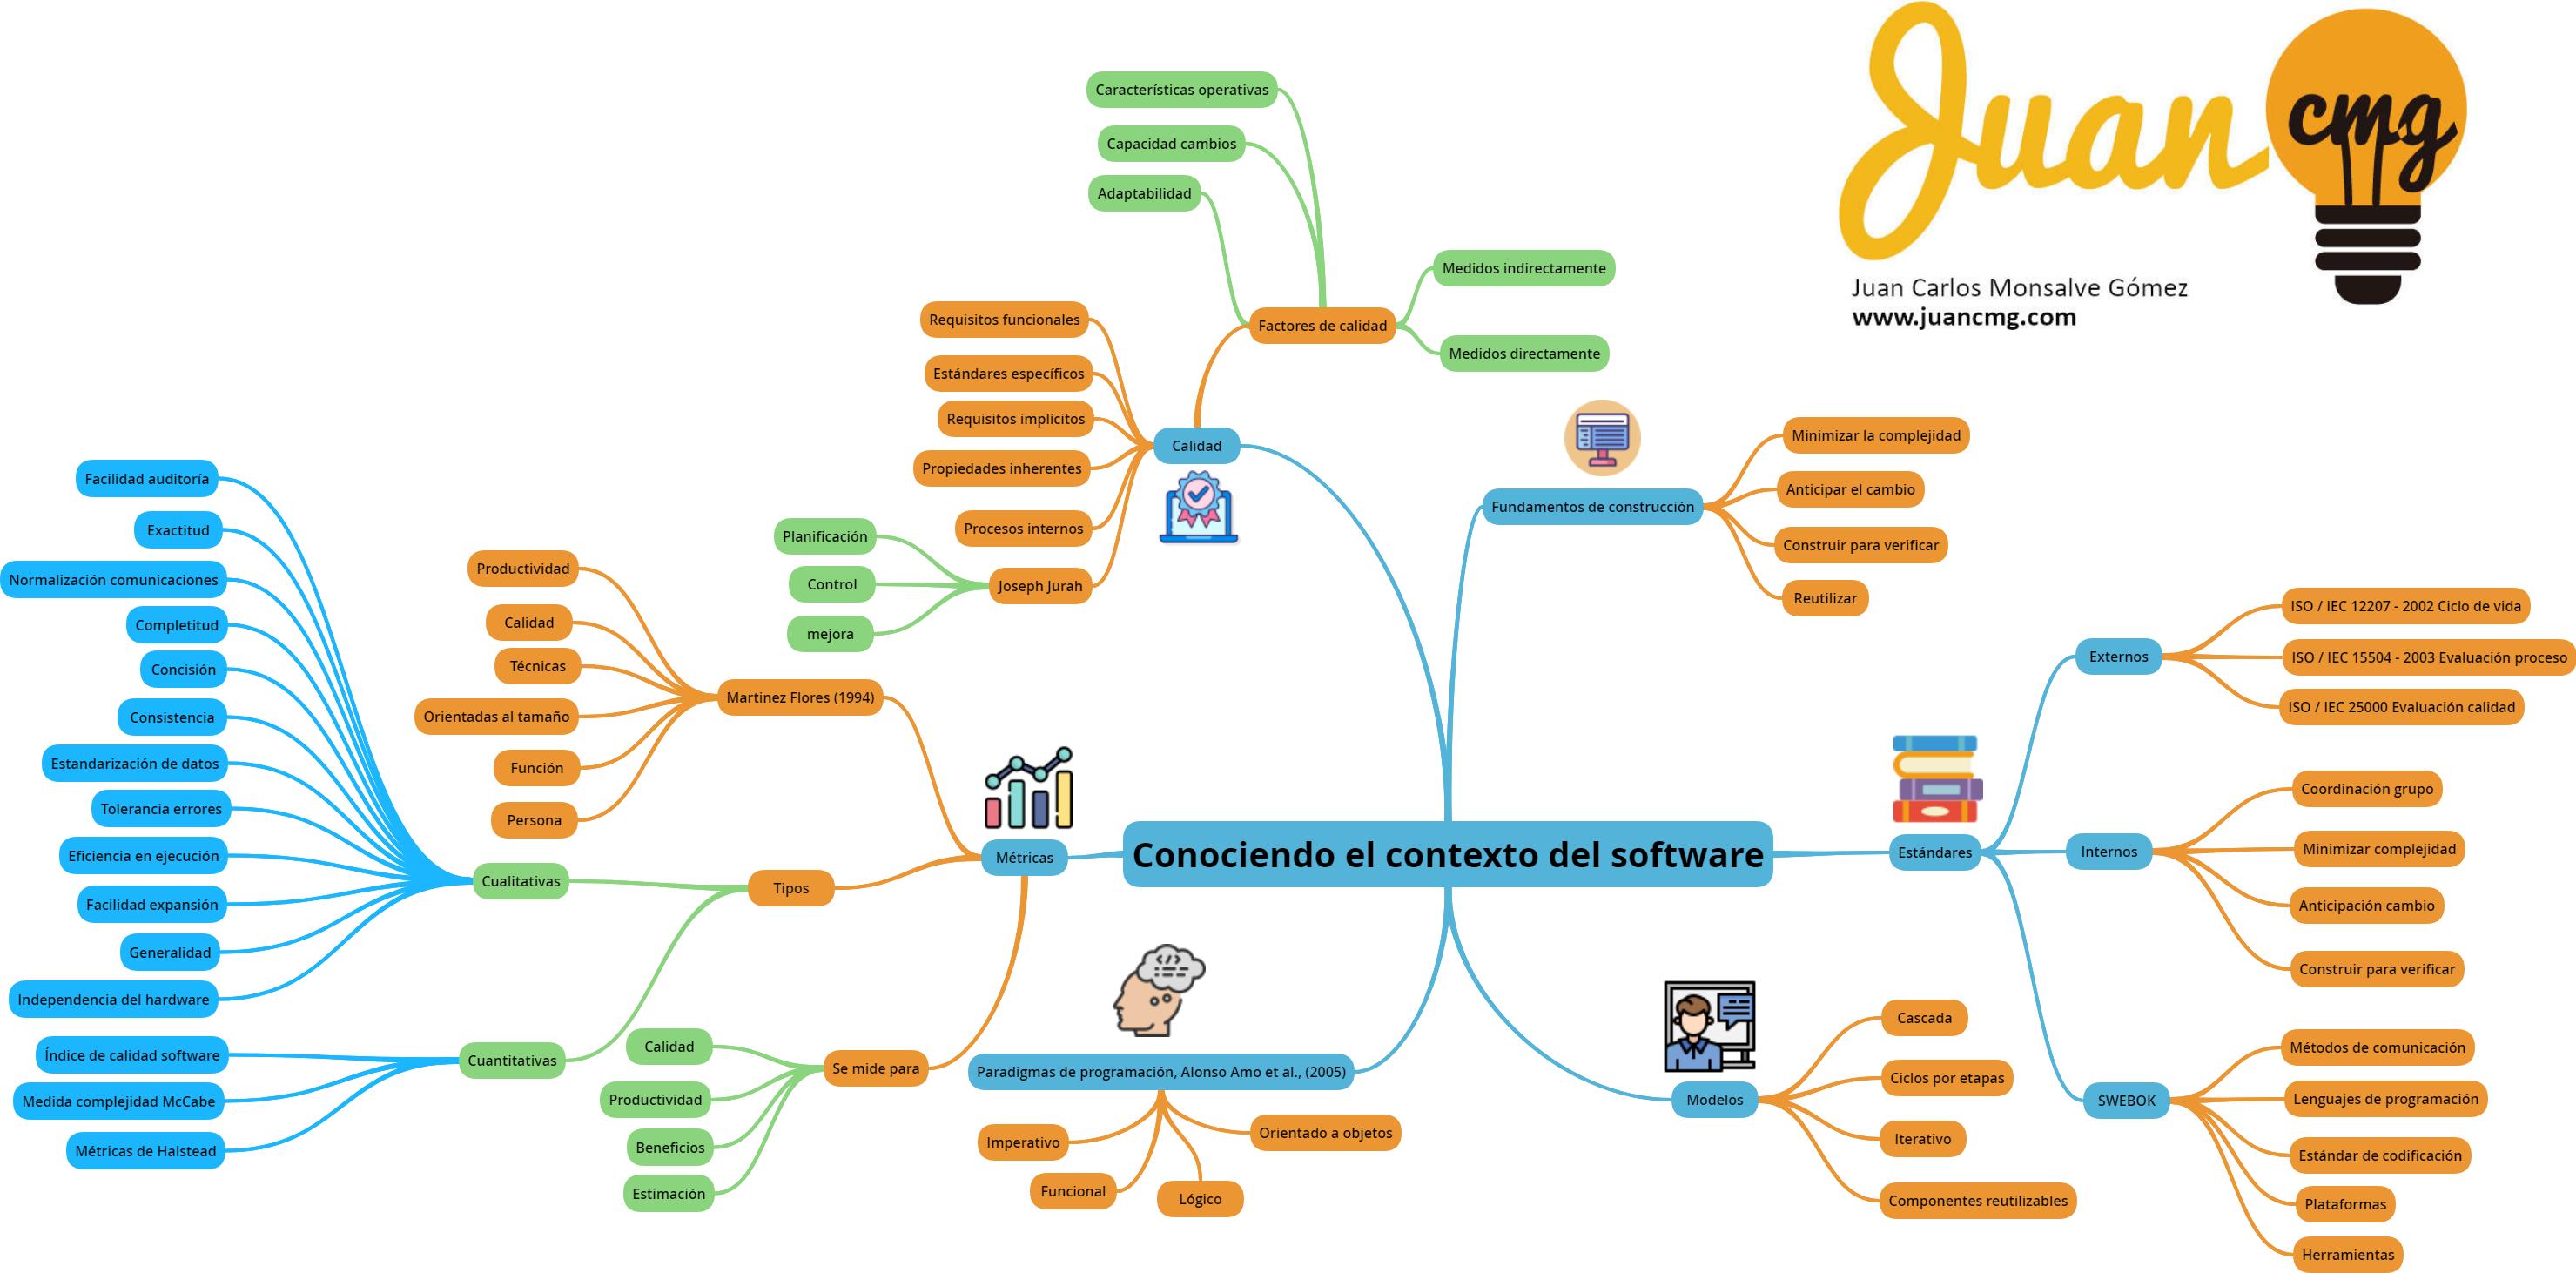 Juan
cmg
Juan Carlos Monsalve Gómez
www.juancmg.com
Conociendo el contexto del software
Calidad
Factores de calidad
Características operativas
Capacidad cambios
Adaptabilidad
Medidos indirectamente
Medidos directamente
Requisitos funcionales
Estándares específicos
Requisitos implícitos
Propiedades inherentes
Procesos internos
Joseph Jurah
Planificación
Control
mejora
Fundamentos de construcción
Minimizar la complejidad
Anticipar el cambio
Construir para verificar
Reutilizar
Estándares
Externos
ISO / IEC 12207 - 2002 Ciclo de vida
ISO / IEC 15504 - 2003 Evaluación proceso
ISO / IEC 25000 Evaluación calidad
Internos
Coordinación grupo
Minimizar complejidad
Anticipación cambio
Construir para verificar
SWEBOK
Métodos de comunicación
Lenguajes de programación
Estándar de codificación
Plataformas
Herramientas
Modelos
Cascada
Ciclos por etapas
Iterativo
Componentes reutilizables
Paradigmas de programación, Alonso Amo et al., (2005)
Imperativo
Funcional
Lógico
Orientado a objetos
Métricas
Martinez Flores (1994)
Productividad
Calidad
Técnicas
Orientadas al tamaño
Función
Persona
Tipos
Cualitativas
Facilidad auditoría
Exactitud
Normalización comunicaciones
Completitud
Concisión
Consistencia
Estandarización de datos
Tolerancia errores
Eficiencia en ejecución
Facilidad expansión
Generalidad
Independencia del hardware
Cuantitativas
Índice de calidad software
Medida complejidad McCabe
Métricas de Halstead
Se mide para
Calidad
Productividad
Beneficios
Estimación